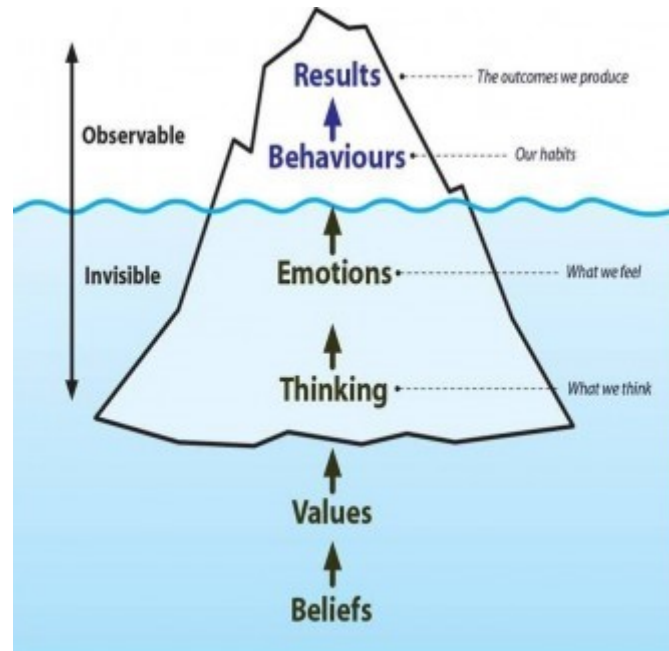 Results
The outcomes we produce
Observable
Behaviours
Our habits
Invisible
Emotions
What we feel
Thinking
What we think
Values
Beliefs